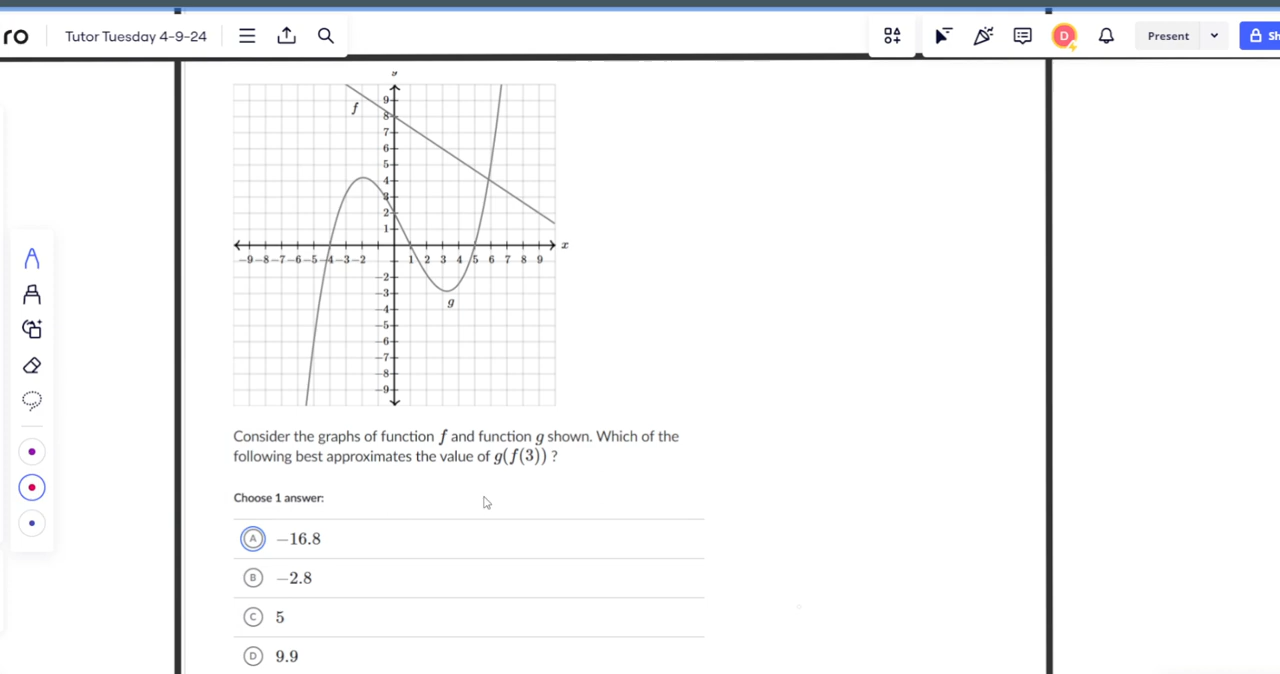 ro Tutor Tuesday 4-9-24 D Present Sh
y
f
9
8
7
6
5
4
3
2
1
x
-9 -8 -7 -6 -5 -4 -3 -2 1 2 3 4 5 6 7 8 9
-2
-3
g
-4
-5
-6
-7
-8
-9
Consider the graphs of function f and function g shown. Which of the
following best approximates the value of g(f(3)) ?
Choose 1 answer:
A -16.8
B -2.8
C 5
D 9.9